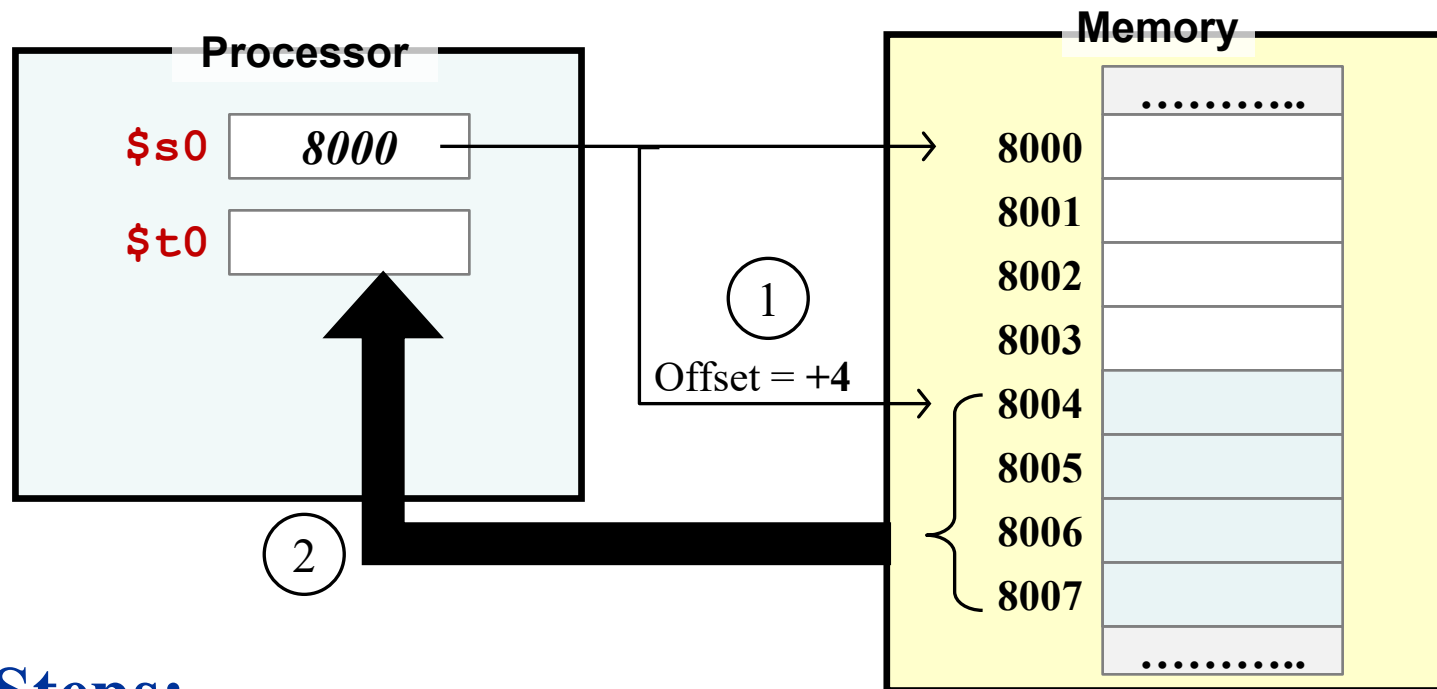 Processor
Memory
...........
$s0 8000
8000
$t0
8001
8002
1
8003
Offset = +4
8004
8005
8006
2
8007
...........
Steps: